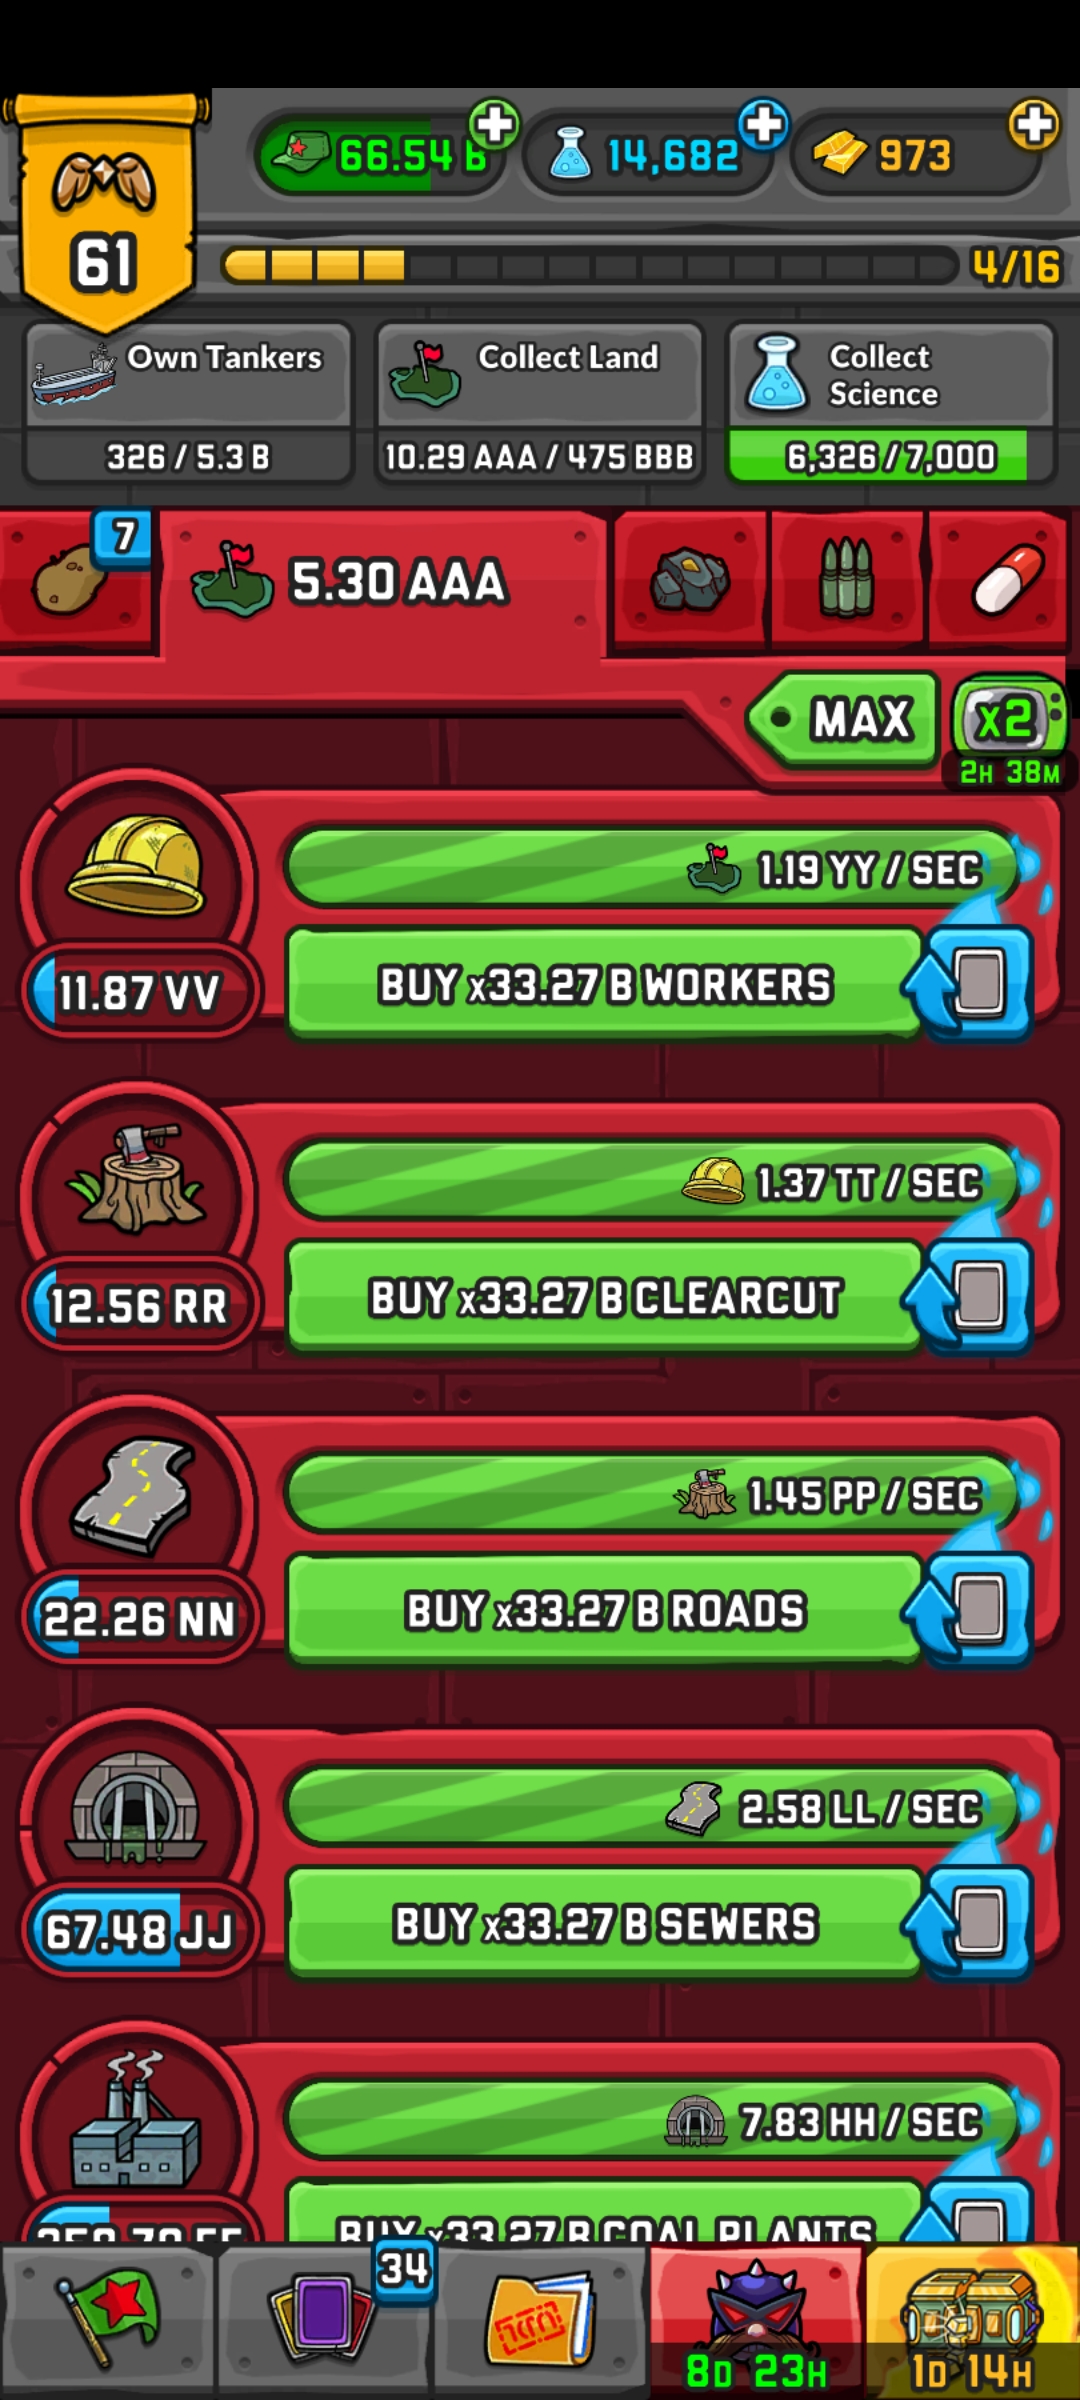 66.54 B
14,682
973
61
4/16
Own Tankers
Collect Land
Collect
Science
326 / 5.3 B
10.29 AAA / 475 BBB
6,326 / 7,000
7
5.30 AAA
MAX
x2
2H 38M
1.19 YY / SEC
11.87 VV
BUY x33.27 B WORKERS
1.37 TT / SEC
12.56 RR
BUY x33.27 B CLEARCUT
1.45 PP / SEC
22.26 NN
BUY x33.27 B ROADS
2.58 LL / SEC
67.48 JJ
BUY x33.27 B SEWERS
7.83 HH / SEC
BUY x33.27 B COAL PLANTS
34
8D 23H
1D 14H